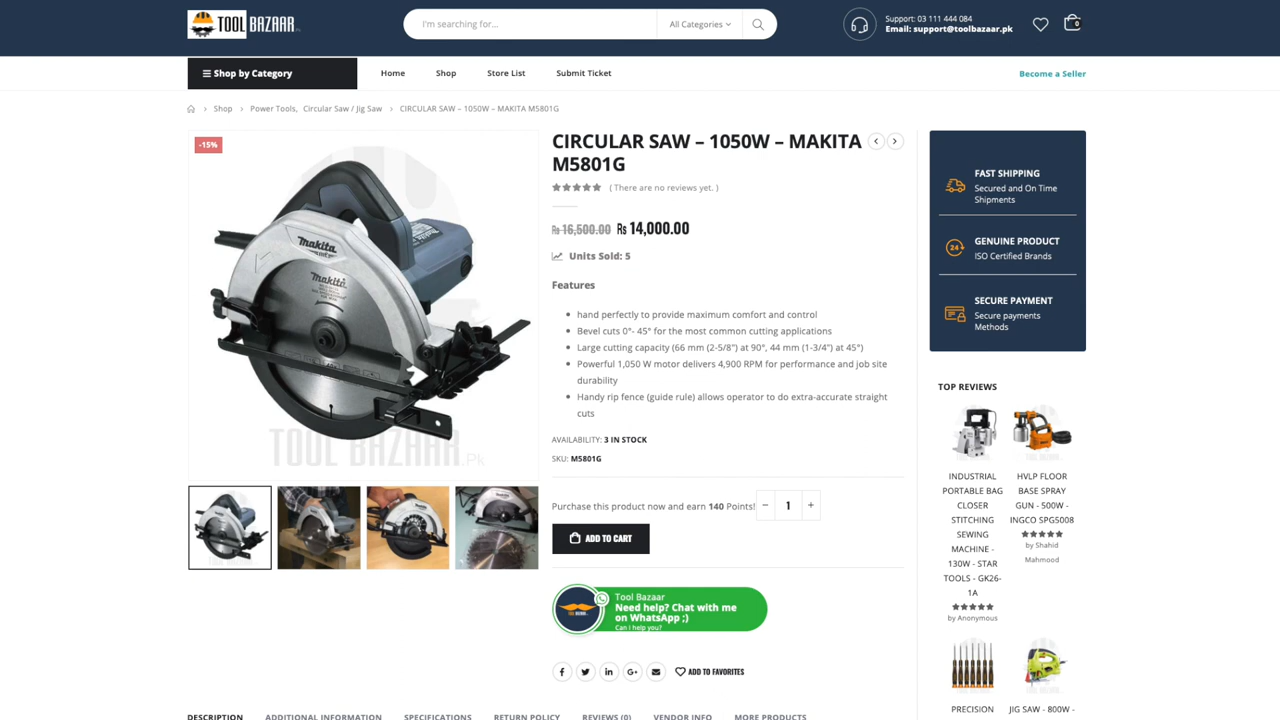 TOOL BAZAAR.Pk
I'm searching for...
All Categories
Support: 03 111 444 084
Email: support@toolbazaar.pk
0
Shop by Category
Home
Shop
Store List
Submit Ticket
Become a Seller
Shop
Power Tools,
Circular Saw / Jig Saw
CIRCULAR SAW – 1050W – MAKITA M5801G
-15%
makita
makita
TOOL BAZAAR.Pk
CIRCULAR SAW – 1050W – MAKITA
M5801G
( There are no reviews yet. )
₨ 16,500.00 ₨ 14,000.00
Units Sold: 5
Features
hand perfectly to provide maximum comfort and control
Bevel cuts 0°- 45° for the most common cutting applications
Large cutting capacity (66 mm (2-5/8") at 90°, 44 mm (1-3/4") at 45°)
Powerful 1,050 W motor delivers 4,900 RPM for performance and job site
durability
Handy rip fence (guide rule) allows operator to do extra-accurate straight
cuts
AVAILABILITY: 3 IN STOCK
SKU: M5801G
Purchase this product now and earn 140 Points!
− 1 +
ADD TO CART
Tool Bazaar
Need help? Chat with me
on WhatsApp ;)
Can I help you?
ADD TO FAVORITES
DESCRIPTION
ADDITIONAL INFORMATION
SPECIFICATIONS
RETURN POLICY
REVIEWS (0)
VENDOR INFO
MORE PRODUCTS
FAST SHIPPING
Secured and On Time
Shipments
24
GENUINE PRODUCT
ISO Certified Brands
SECURE PAYMENT
Secure payments
Methods
TOP REVIEWS
INDUSTRIAL
PORTABLE BAG
CLOSER
STITCHING
SEWING
MACHINE -
130W - STAR
TOOLS - GK26-
1A
by Anonymous
HVLP FLOOR
BASE SPRAY
GUN - 500W -
INGCO SPG5008
by Shahid
Mahmood
PRECISION
JIG SAW - 800W -